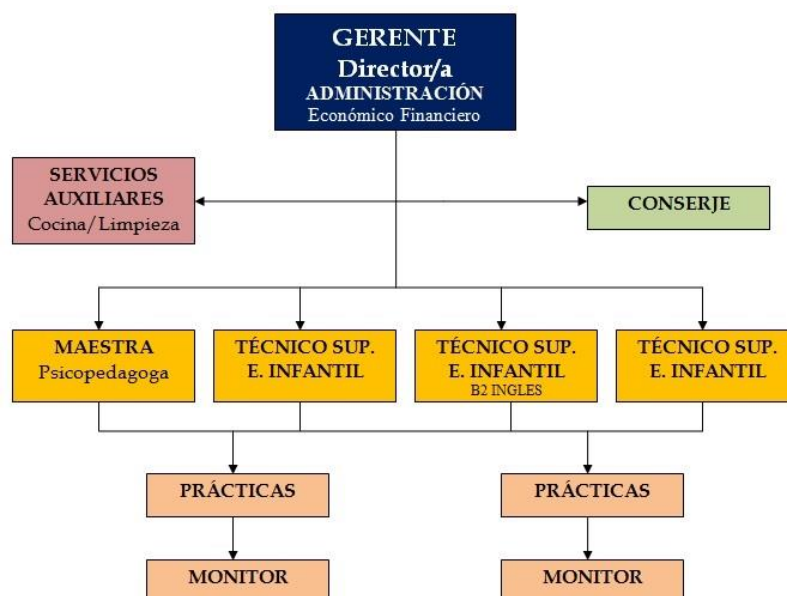 GERENTE
Director/a
ADMINISTRACIÓN
Económico Financiero
SERVICIOS
AUXILIARES
Cocina/Limpieza
CONSERJE
MAESTRA
Psicopedagoga
TÉCNICO SUP.
E. INFANTIL
TÉCNICO SUP.
E. INFANTIL
B2 INGLES
TÉCNICO SUP.
E. INFANTIL
PRÁCTICAS
PRÁCTICAS
MONITOR
MONITOR